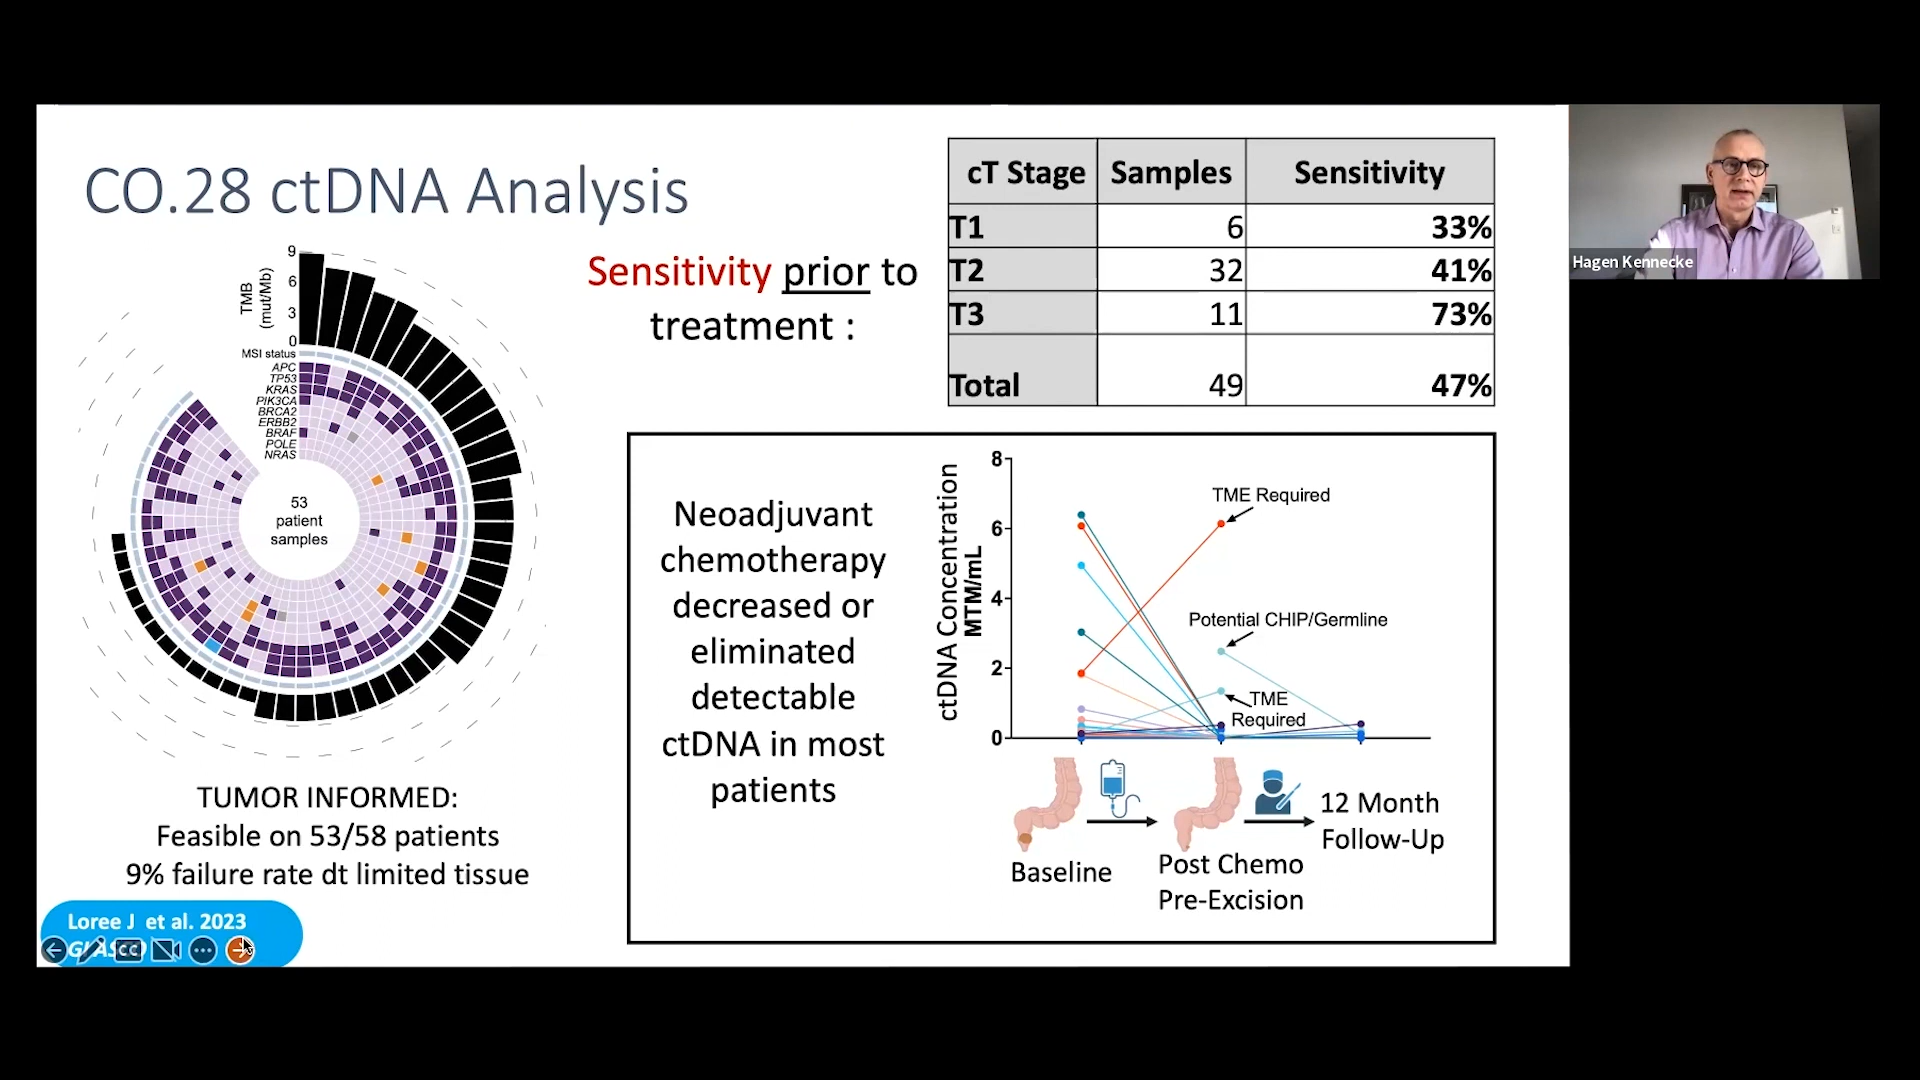 CO.28 ctDNA Analysis
Sensitivity prior to
treatment :
cT Stage Samples Sensitivity
T1 6 33%
T2 32 41%
T3 11 73%
Total 49 47%
Hagen Kennecke
TMB
(mut/Mb)
9
6
3
0
MSI status
APC
TP53
KRAS
PIK3CA
BRCA2
ERBB2
BRAF
POLE
NRAS
53
patient
samples
TUMOR INFORMED:
Feasible on 53/58 patients
9% failure rate dt limited tissue
Loree J et al. 2023
Neoadjuvant
chemotherapy
decreased or
eliminated
detectable
ctDNA in most
patients
ctDNA Concentration
MTM/mL
8
6
4
2
0
TME Required
Potential CHIP/Germline
TME
Required
Baseline
Post Chemo
Pre-Excision
12 Month
Follow-Up